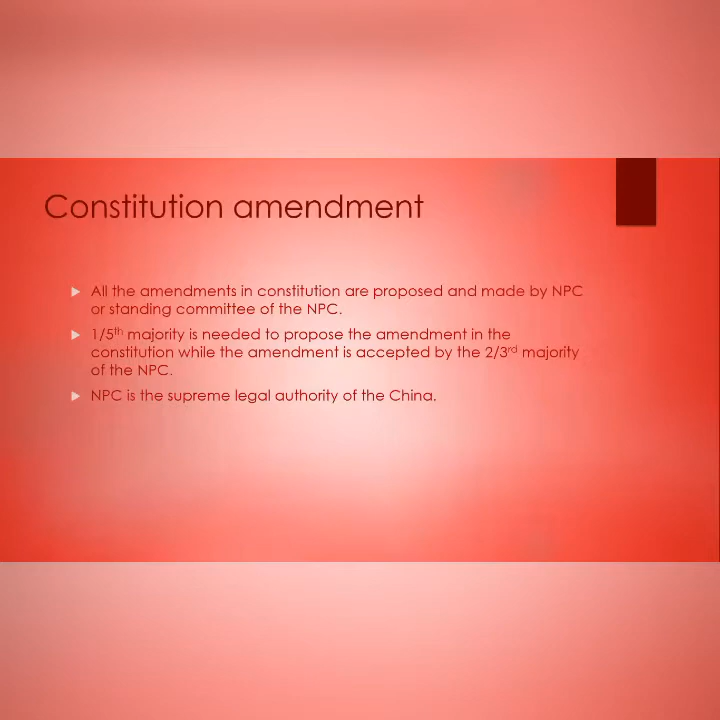 Constitution amendment
All the amendments in constitution are proposed and made by NPC
or standing committee of the NPC.
1/5th majority is needed to propose the amendment in the
constitution while the amendment is accepted by the 2/3rd majority
of the NPC.
NPC is the supreme legal authority of the China.